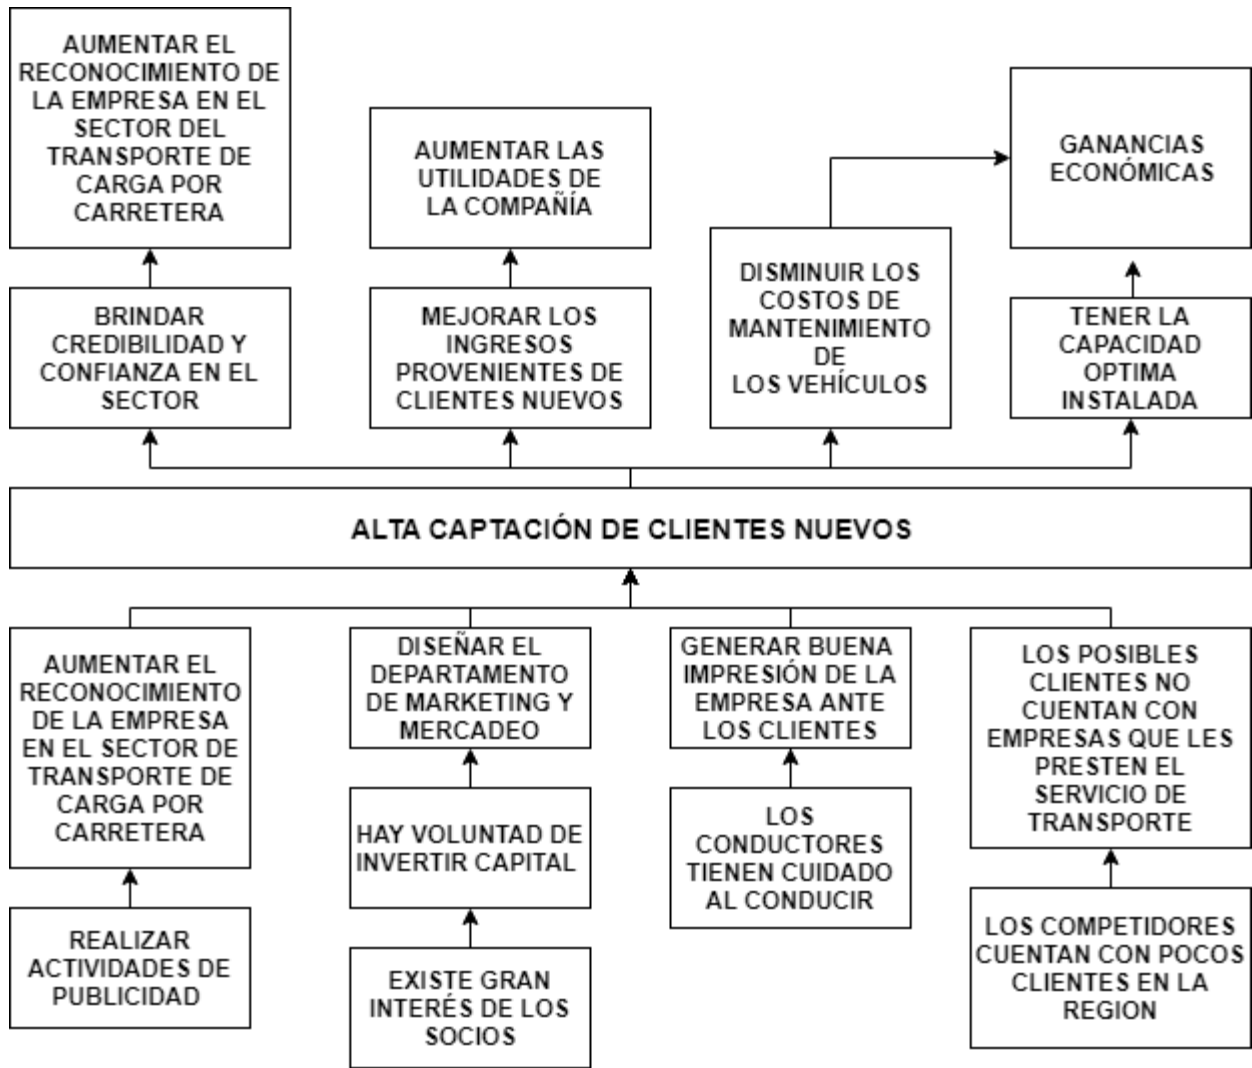 AUMENTAR EL
RECONOCIMIENTO DE
LA EMPRESA EN EL
SECTOR DEL
TRANSPORTE DE
CARGA POR
CARRETERA
AUMENTAR LAS
UTILIDADES DE
LA COMPAÑÍA
GANANCIAS
ECONÓMICAS
BRINDAR
CREDIBILIDAD Y
CONFIANZA EN EL
SECTOR
MEJORAR LOS
INGRESOS
PROVENIENTES DE
CLIENTES NUEVOS
DISMINUIR LOS
COSTOS DE
MANTENIMIENTO
DE
LOS VEHÍCULOS
TENER LA
CAPACIDAD
OPTIMA
INSTALADA
ALTA CAPTACIÓN DE CLIENTES NUEVOS
AUMENTAR EL
RECONOCIMIENTO
DE LA EMPRESA
EN EL SECTOR DE
TRANSPORTE DE
CARGA POR
CARRETERA
DISEÑAR EL
DEPARTAMENTO
DE MARKETING Y
MERCADEO
GENERAR BUENA
IMPRESIÓN DE LA
EMPRESA ANTE
LOS CLIENTES
LOS POSIBLES
CLIENTES NO
CUENTAN CON
EMPRESAS QUE LES
PRESTEN EL
SERVICIO DE
TRANSPORTE
HAY VOLUNTAD DE
INVERTIR CAPITAL
LOS
CONDUCTORES
TIENEN CUIDADO
AL CONDUCIR
REALIZAR
ACTIVIDADES DE
PUBLICIDAD
EXISTE GRAN
INTERÉS DE LOS
SOCIOS
LOS COMPETIDORES
CUENTAN CON POCOS
CLIENTES EN LA
REGION